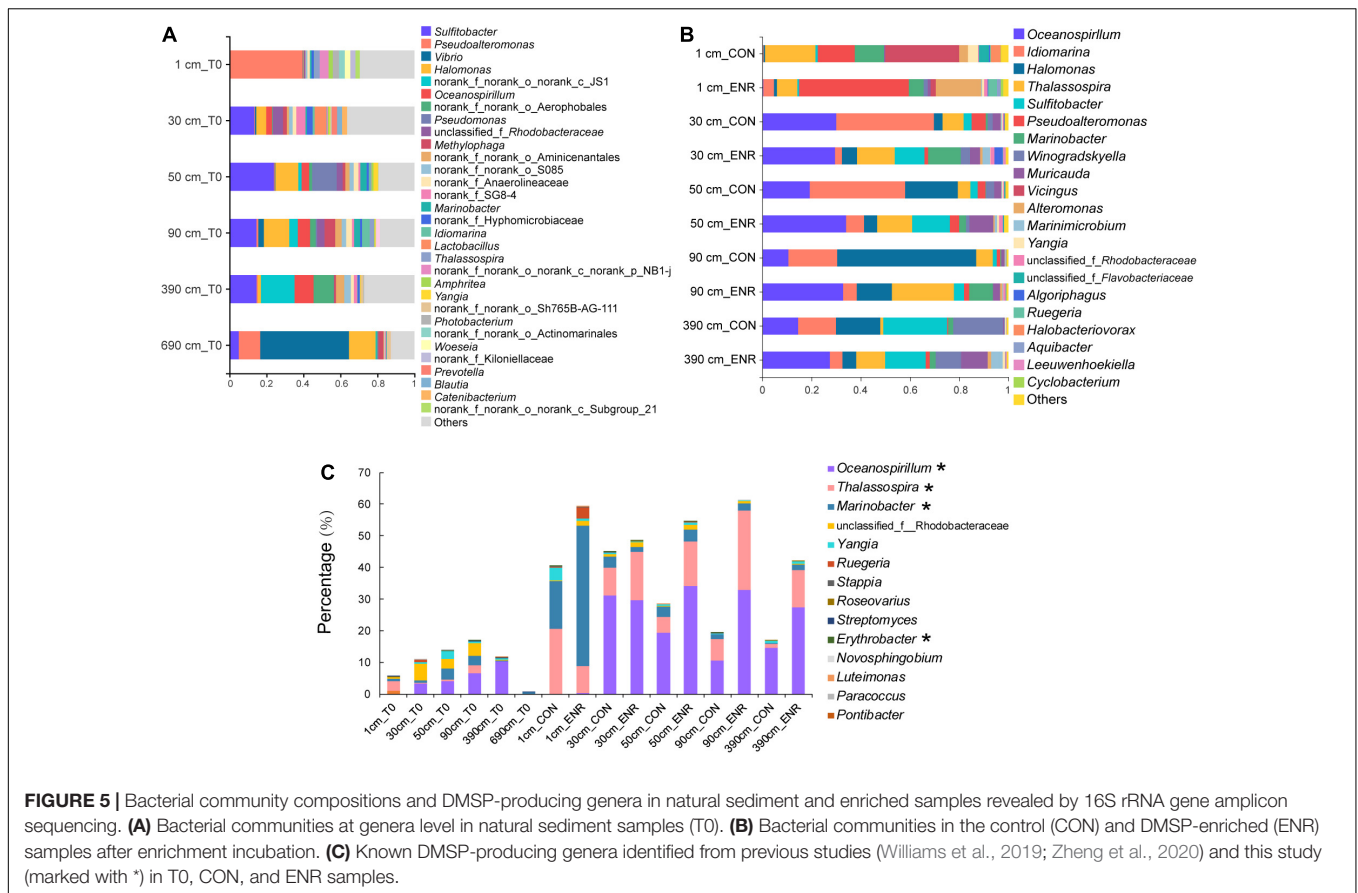 A
1 cm_T0
30 cm_T0
50 cm_T0
90 cm_T0
390 cm_T0
690 cm_T0
0 0.2 0.4 0.6 0.8 1
Sulfitobacter
Pseudoalteromonas
Vibrio
Halomonas
norank_f_norank_o_norank_c_JS1
Oceanospirillum
norank_f_norank_o_Aerophobales
Pseudomonas
unclassified_f_Rhodobacteraceae
Methylophaga
norank_f_norank_o_Aminicenantales
norank_f_norank_o_S085
norank_f_Anaerolineaceae
norank_f_SG8-4
Marinobacter
norank_f_Hyphomicrobiaceae
Idiomarina
Lactobacillus
Thalassospira
norank_f_norank_o_norank_c_norank_p_NB1-j
Amphritea
Yangia
norank_f_norank_o_Sh765B-AG-111
Photobacterium
norank_f_norank_o_Actinomarinales
Woeseia
norank_f_Kiloniellaceae
Prevotella
Blautia
Catenibacterium
norank_f_norank_o_norank_c_Subgroup_21
Others
B
1 cm_CON
1 cm_ENR
30 cm_CON
30 cm_ENR
50 cm_CON
50 cm_ENR
90 cm_CON
90 cm_ENR
390 cm_CON
390 cm_ENR
0 0.2 0.4 0.6 0.8 1
Oceanospirllum
Idiomarina
Halomonas
Thalassospira
Sulfitobacter
Pseudoalteromonas
Marinobacter
Winogradskyella
Muricauda
Vicingus
Alteromonas
Marinimicrobium
Yangia
unclassified_f_Rhodobacteraceae
unclassified_f_Flavobacteriaceae
Algoriphagus
Ruegeria
Halobacteriovorax
Aquibacter
Leeuwenhoekiella
Cyclobacterium
Others
C
Percentage (%)
70
60
50
40
30
20
10
0
1cm_T0
30cm_T0
50cm_T0
90cm_T0
390cm_T0
690cm_T0
1cm_CON
1cm_ENR
30cm_CON
30cm_ENR
50cm_CON
50cm_ENR
90cm_CON
90cm_ENR
390cm_CON
390cm_ENR
Oceanospirillum *
Thalassospira *
Marinobacter *
unclassified_f__Rhodobacteraceae
Yangia
Ruegeria
Stappia
Roseovarius
Streptomyces
Erythrobacter *
Novosphingobium
Luteimonas
Paracoccus
Pontibacter
FIGURE 5 | Bacterial community compositions and DMSP-producing genera in natural sediment and enriched samples revealed by 16S rRNA gene amplicon
sequencing. (A) Bacterial communities at genera level in natural sediment samples (T0). (B) Bacterial communities in the control (CON) and DMSP-enriched (ENR)
samples after enrichment incubation. (C) Known DMSP-producing genera identified from previous studies (Williams et al., 2019; Zheng et al., 2020) and this study
(marked with *) in T0, CON, and ENR samples.